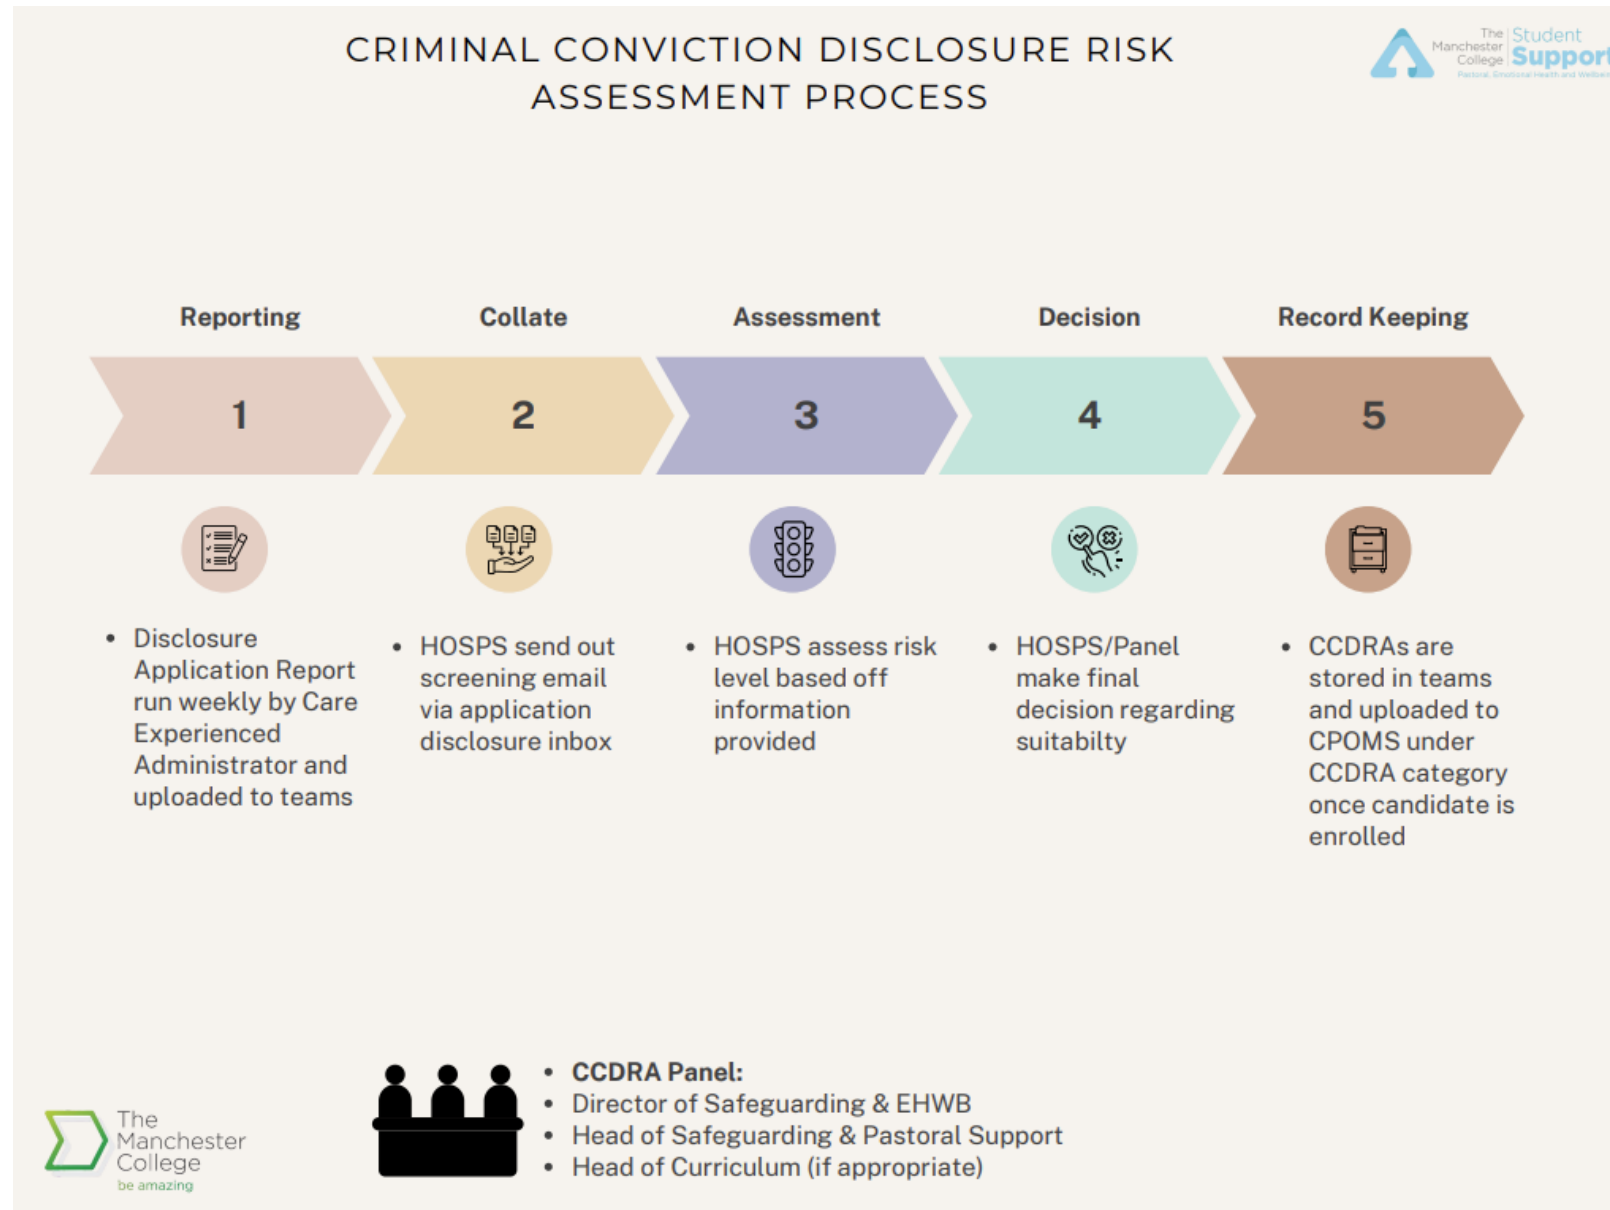 CRIMINAL CONVICTION DISCLOSURE RISK
ASSESSMENT PROCESS
The
Manchester
College
Student
Support
Pastoral, Emotional Health and Wellbein
Reporting
Collate
Assessment
Decision
Record Keeping
1
2
3
4
5
• Disclosure
Application Report
run weekly by Care
Experienced
Administrator and
uploaded to teams
• HOSPS send out
screening email
via application
disclosure inbox
• HOSPS assess risk
level based off
information
provided
• HOSPS/Panel
make final
decision regarding
suitabilty
• CCDRAs are
stored in teams
and uploaded to
CPOMS under
CCDRA category
once candidate is
enrolled
• CCDRA Panel:
• Director of Safeguarding & EHWB
• Head of Safeguarding & Pastoral Support
• Head of Curriculum (if appropriate)
The
Manchester
College
be amazing